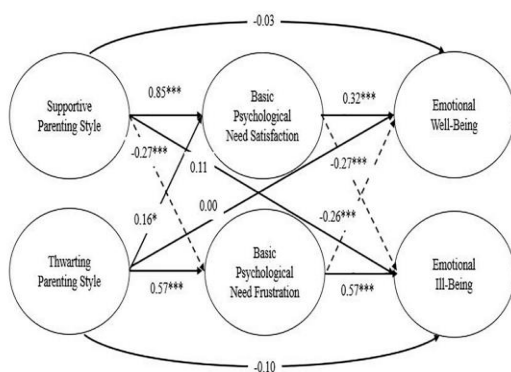 -0.03
Supportive
Parenting Style
0.85***
Basic
Psychological
Need Satisfaction
0.32***
Emotional
Well-Being
-0.27***
0.11
-0.27***
0.16*
0.00
-0.26***
Thwarting
Parenting Style
0.57***
Basic
Psychological
Need Frustration
0.57***
Emotional
Ill-Being
-0.10